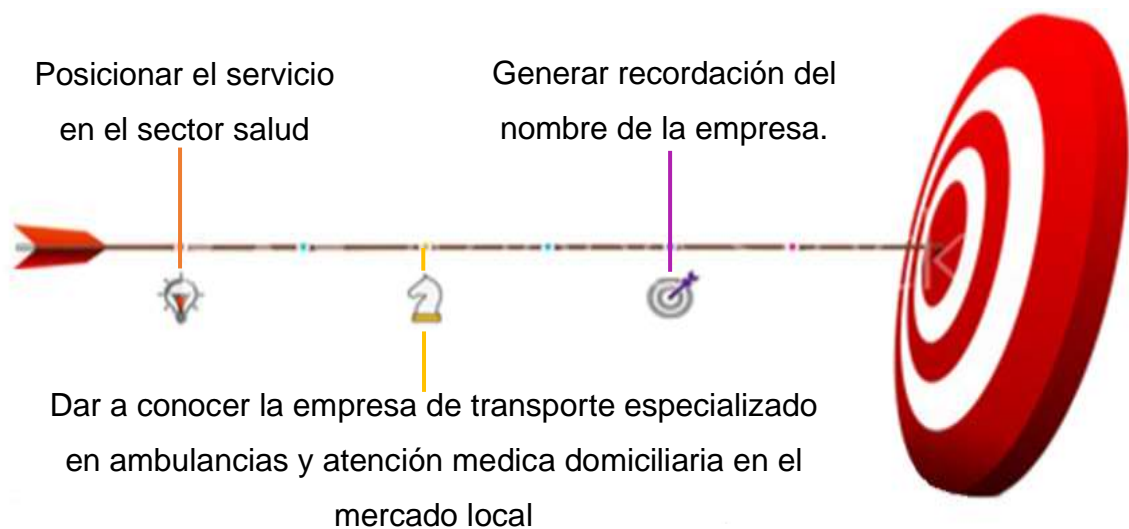 Posicionar el servicio
en el sector salud
Generar recordación del
nombre de la empresa.
Dar a conocer la empresa de transporte especializado
en ambulancias y atención medica domiciliaria en el
mercado local